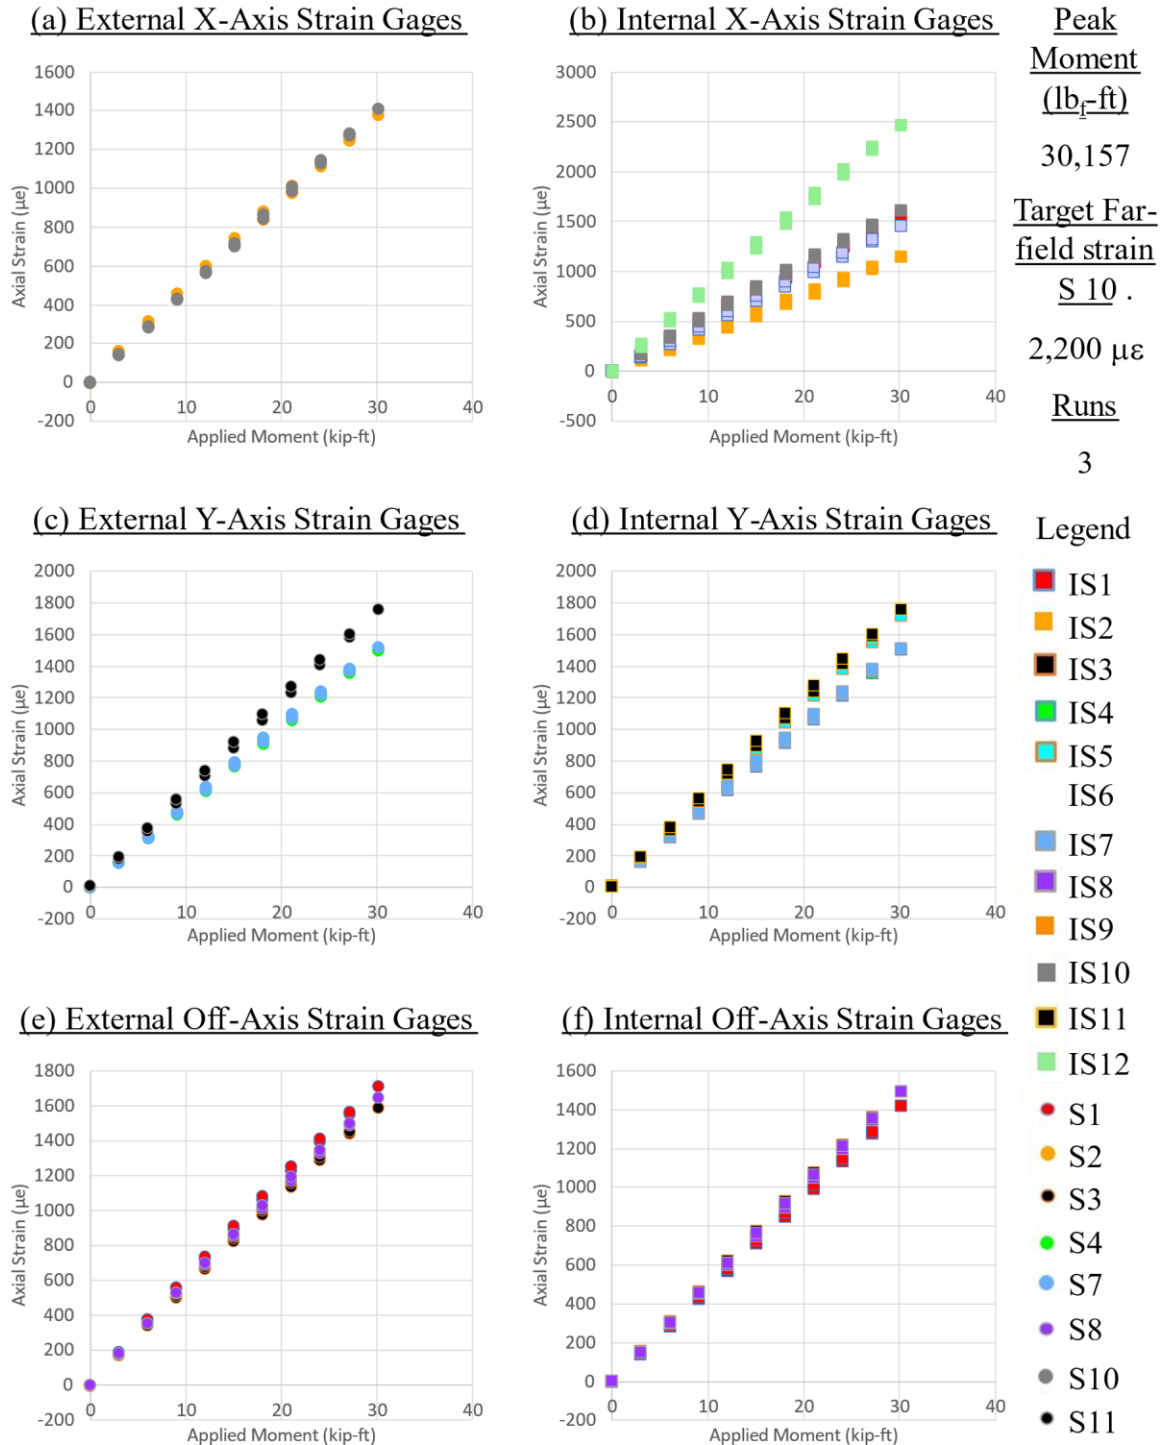 (a) External X-Axis Strain Gages
1600
1400
1200
1000
800
600
400
200
0
-200
0 10 20 30 40
Axial Strain (µe)
Applied Moment (kip-ft)
(b) Internal X-Axis Strain Gages
3000
2500
2000
1500
1000
500
0
-500
0 10 20 30 40
Axial Strain (µe)
Applied Moment (kip-ft)
Peak
Moment
(lbf-ft)
30,157
Target Far-
field strain
S 10 .
2,200 µε
Runs
3
(c) External Y-Axis Strain Gages
2000
1800
1600
1400
1200
1000
800
600
400
200
0
-200
0 10 20 30 40
Axial Strain (µe)
Applied Moment (kip-ft)
(d) Internal Y-Axis Strain Gages
2000
1800
1600
1400
1200
1000
800
600
400
200
0
-200
0 10 20 30 40
Axial Strain (µe)
Applied Moment (kip-ft)
(e) External Off-Axis Strain Gages
1800
1600
1400
1200
1000
800
600
400
200
0
-200
0 10 20 30 40
Axial Strain (µe)
Applied Moment (kip-ft)
(f) Internal Off-Axis Strain Gages
1600
1400
1200
1000
800
600
400
200
0
-200
0 10 20 30 40
Axial Strain (µe)
Applied Moment (kip-ft)
Legend
IS1
IS2
IS3
IS4
IS5
IS6
IS7
IS8
IS9
IS10
IS11
IS12
S1
S2
S3
S4
S7
S8
S10
S11